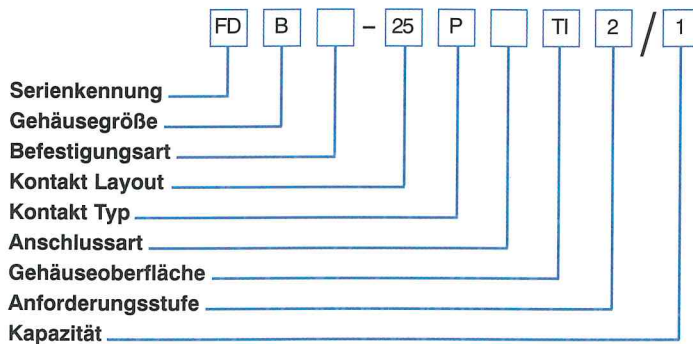 FD B - 25 P TI 2 / 1
Serienkennung
Gehäusegröße
Befestigungsart
Kontakt Layout
Kontakt Typ
Anschlussart
Gehäuseoberfläche
Anforderungsstufe
Kapazität